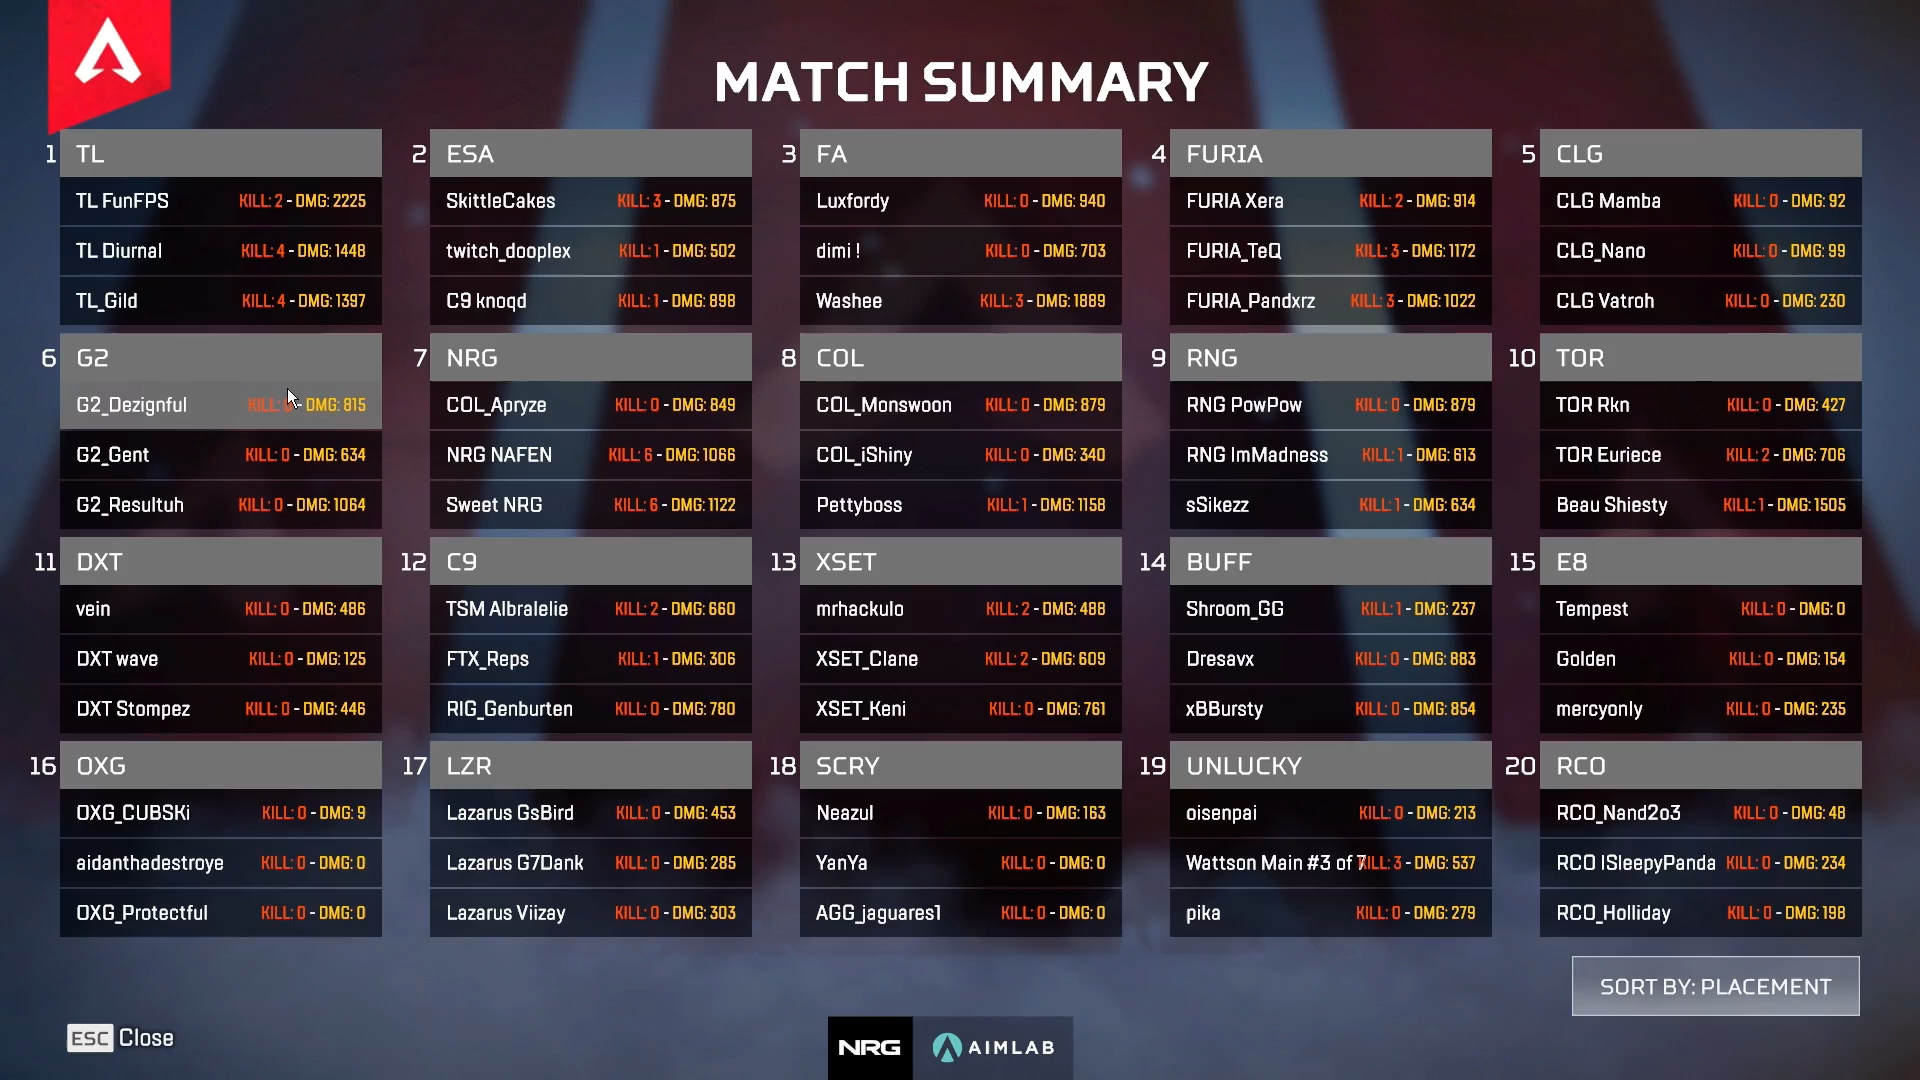 MATCH SUMMARY
1 TL
TL FunFPS KILL: 2 - DMG: 2225
TL Diurnal KILL: 4 - DMG: 1448
TL_Gild KILL: 4 - DMG: 1397
2 ESA
SkittleCakes KILL: 3 - DMG: 875
twitch_dooplex KILL: 1 - DMG: 502
C9 knoqd KILL: 1 - DMG: 898
3 FA
Luxfordy KILL: 0 - DMG: 940
dimi ! KILL: 0 - DMG: 703
Washee KILL: 3 - DMG: 1889
4 FURIA
FURIA Xera KILL: 2 - DMG: 914
FURIA_TeQ KILL: 3 - DMG: 1172
FURIA_Pandxrz KILL: 3 - DMG: 1022
5 CLG
CLG Mamba KILL: 0 - DMG: 92
CLG_Nano KILL: 0 - DMG: 99
CLG Vatroh KILL: 0 - DMG: 230
6 G2
G2_Dezignful KILL: - DMG: 815
G2_Gent KILL: 0 - DMG: 634
G2_Resultuh KILL: 0 - DMG: 1064
7 NRG
COL_Apryze KILL: 0 - DMG: 849
NRG NAFEN KILL: 6 - DMG: 1066
Sweet NRG KILL: 6 - DMG: 1122
8 COL
COL_Monswoon KILL: 0 - DMG: 879
COL_iShiny KILL: 0 - DMG: 340
Pettyboss KILL: 1 - DMG: 1158
9 RNG
RNG PowPow KILL: 0 - DMG: 879
RNG ImMadness KILL: 1 - DMG: 613
sSikezz KILL: 1 - DMG: 634
10 TOR
TOR Rkn KILL: 0 - DMG: 427
TOR Euriece KILL: 2 - DMG: 706
Beau Shiesty KILL: 1 - DMG: 1505
11 DXT
vein KILL: 0 - DMG: 486
DXT wave KILL: 0 - DMG: 125
DXT Stompez KILL: 0 - DMG: 446
12 C9
TSM Albralelie KILL: 2 - DMG: 660
FTX_Reps KILL: 1 - DMG: 306
RIG_Genburten KILL: 0 - DMG: 780
13 XSET
mrhackulo KILL: 2 - DMG: 488
XSET_Clane KILL: 2 - DMG: 609
XSET_Keni KILL: 0 - DMG: 761
14 BUFF
Shroom_GG KILL: 1 - DMG: 237
Dresavx KILL: 0 - DMG: 883
xBBursty KILL: 0 - DMG: 854
15 E8
Tempest KILL: 0 - DMG: 0
Golden KILL: 0 - DMG: 154
mercyonly KILL: 0 - DMG: 235
16 OXG
OXG_CUBSKi KILL: 0 - DMG: 9
aidanthadestroye KILL: 0 - DMG: 0
OXG_Protectful KILL: 0 - DMG: 0
17 LZR
Lazarus GsBird KILL: 0 - DMG: 453
Lazarus G7Dank KILL: 0 - DMG: 285
Lazarus Viizay KILL: 0 - DMG: 303
18 SCRY
Neazul KILL: 0 - DMG: 163
YanYa KILL: 0 - DMG: 0
AGG_jaguares1 KILL: 0 - DMG: 0
19 UNLUCKY
oisenpai KILL: 0 - DMG: 213
Wattson Main #3 of 7 KILL: 3 - DMG: 537
pika KILL: 0 - DMG: 279
20 RCO
RCO_Nand2o3 KILL: 0 - DMG: 48
RCO ISleepyPanda KILL: 0 - DMG: 234
RCO_Holliday KILL: 0 - DMG: 198
SORT BY: PLACEMENT
ESC Close
NRG AIMLAB